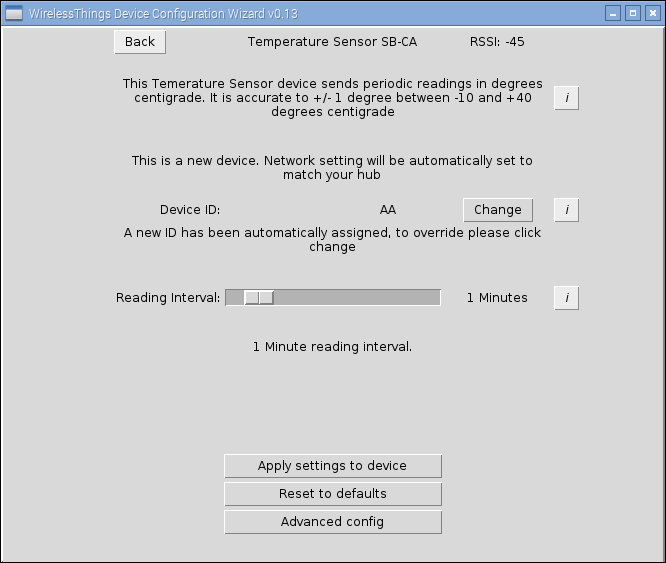 WirelessThings Device Configuration Wizard v0.13
Back Temperature Sensor SB-CA RSSI: -45
This Temerature Sensor device sends periodic readings in degrees
centigrade. It is accurate to +/- 1 degree between -10 and +40
degrees centigrade
i
This is a new device. Network setting will be automatically set to
match your hub
Device ID: AA Change i
A new ID has been automatically assigned, to override please click
change
Reading Interval: 1 Minutes i
1 Minute reading interval.
Apply settings to device
Reset to defaults
Advanced config